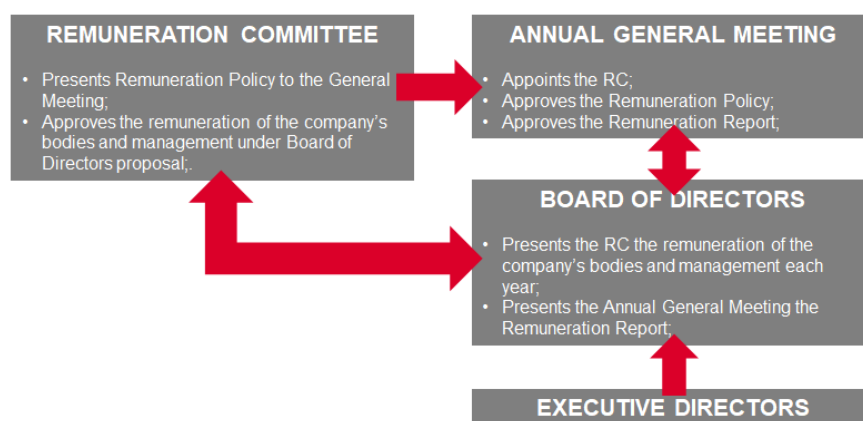 REMUNERATION COMMITTEE
• Presents Remuneration Policy to the General
Meeting;
• Approves the remuneration of the company's
bodies and management under Board of
Directors proposal;.
ANNUAL GENERAL MEETING
• Appoints the RC;
• Approves the Remuneration Policy;
• Approves the Remuneration Report;
BOARD OF DIRECTORS
• Presents the RC the remuneration of the
company's bodies and management each
year;
• Presents the Annual General Meeting the
Remuneration Report;
EXECUTIVE DIRECTORS